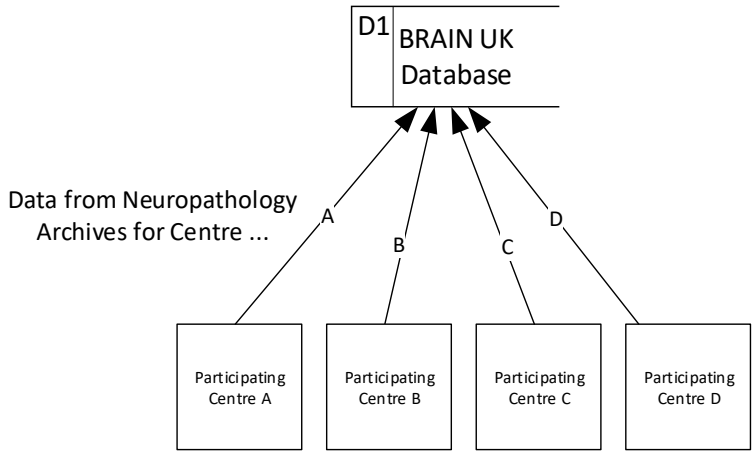 D1
BRAIN UK
Database
Data from Neuropathology
Archives for Centre ...
A
B
C
D
Participating
Centre A
Participating
Centre B
Participating
Centre C
Participating
Centre D